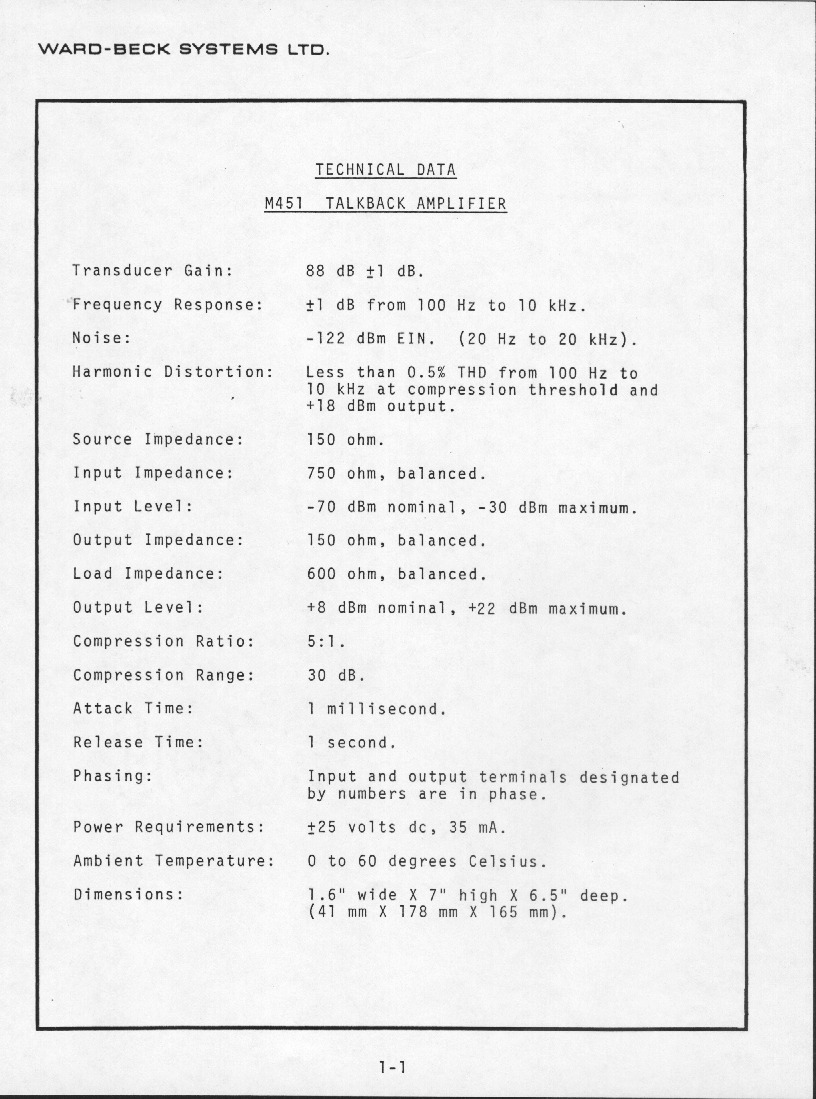 WARD-BECK SYSTEMS LTD.
TECHNICAL DATA
M451 TALKBACK AMPLIFIER
Transducer Gain: 88 dB ±1 dB.
Frequency Response: ±1 dB from 100 Hz to 10 kHz.
Noise: -122 dBm EIN. (20 Hz to 20 kHz).
Harmonic Distortion: Less than 0.5% THD from 100 Hz to
10 kHz at compression threshold and
+18 dBm output.
Source Impedance: 150 ohm.
Input Impedance: 750 ohm, balanced.
Input Level: -70 dBm nominal, -30 dBm maximum.
Output Impedance: 150 ohm, balanced.
Load Impedance: 600 ohm, balanced.
Output Level: +8 dBm nominal, +22 dBm maximum.
Compression Ratio: 5:1.
Compression Range: 30 dB.
Attack Time: 1 millisecond.
Release Time: 1 second.
Phasing: Input and output terminals designated
by numbers are in phase.
Power Requirements: ±25 volts dc, 35 mA.
Ambient Temperature: 0 to 60 degrees Celsius.
Dimensions: 1.6" wide X 7" high X 6.5" deep.
(41 mm X 178 mm X 165 mm).
1-1